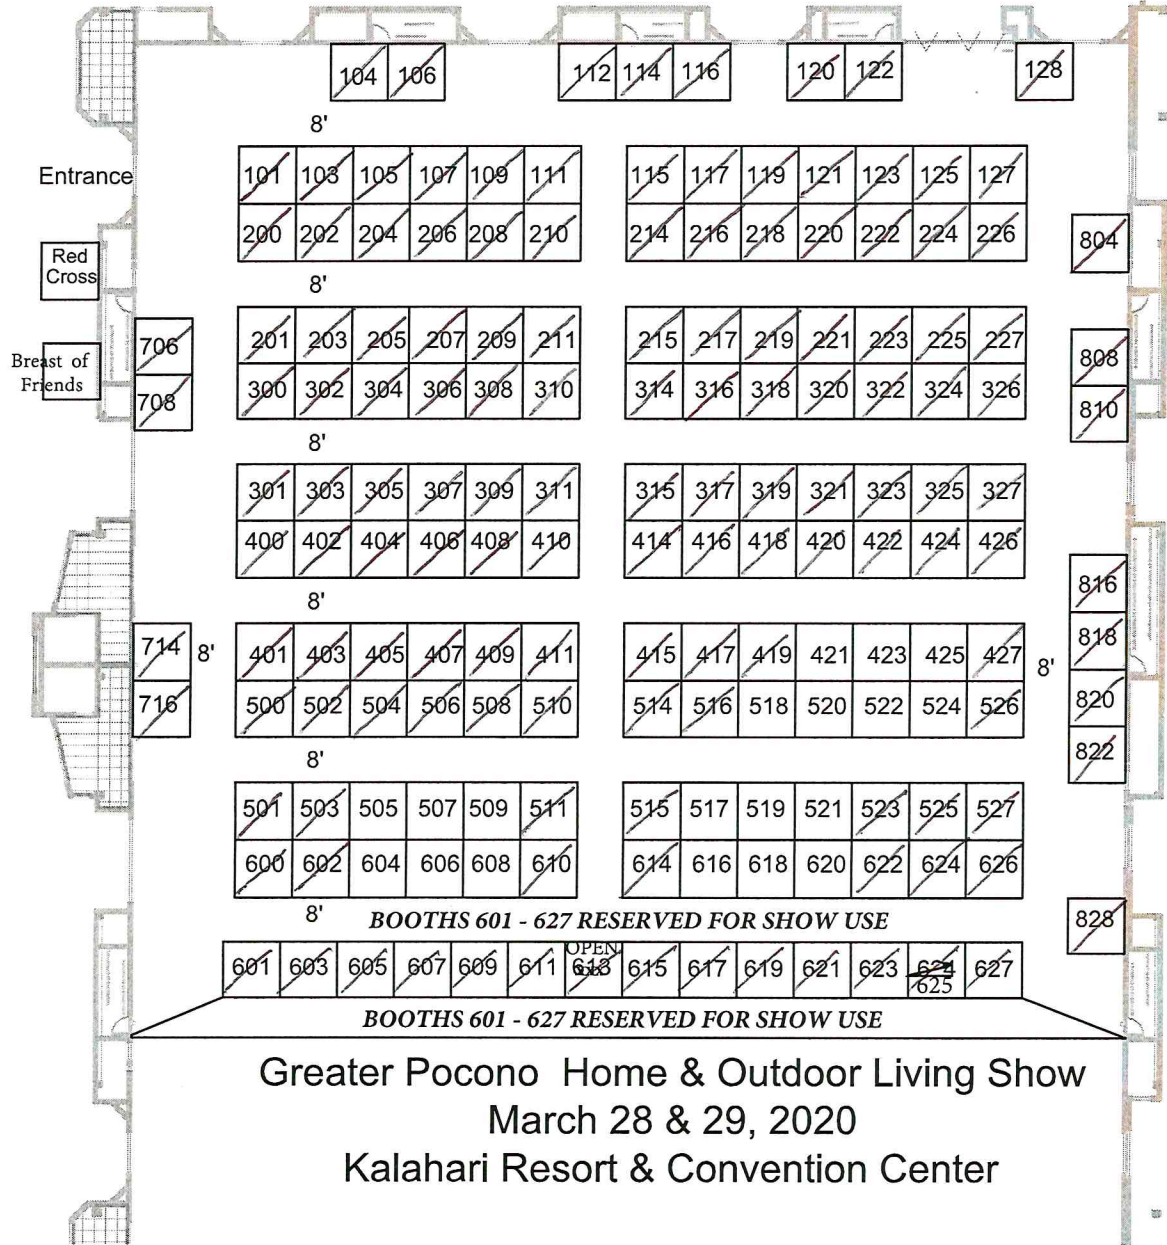 104 106 112 114 116 120 122 128
8'
Entrance
101 103 105 107 109 111 115 117 119 121 123 125 127
200 202 204 206 208 210 214 216 218 220 222 224 226
804
Red
Cross
8'
201 203 205 207 209 211 215 217 219 221 223 225 227
706
808
Breast of
Friends
300 302 304 306 308 310 314 316 318 320 322 324 326
708
810
8'
301 303 305 307 309 311 315 317 319 321 323 325 327
400 402 404 406 408 410 414 416 418 420 422 424 426
816
8'
818
714 8' 401 403 405 407 409 411 415 417 419 421 423 425 427 8'
716 500 502 504 506 508 510 514 516 518 520 522 524 526
820
822
8'
501 503 505 507 509 511 515 517 519 521 523 525 527
600 602 604 606 608 610 614 616 618 620 622 624 626
8'
BOOTHS 601 - 627 RESERVED FOR SHOW USE
828
OPEN
601 603 605 607 609 611 613 615 617 619 621 623 624 627
625
BOOTHS 601 - 627 RESERVED FOR SHOW USE
Greater Pocono Home & Outdoor Living Show
March 28 & 29, 2020
Kalahari Resort & Convention Center